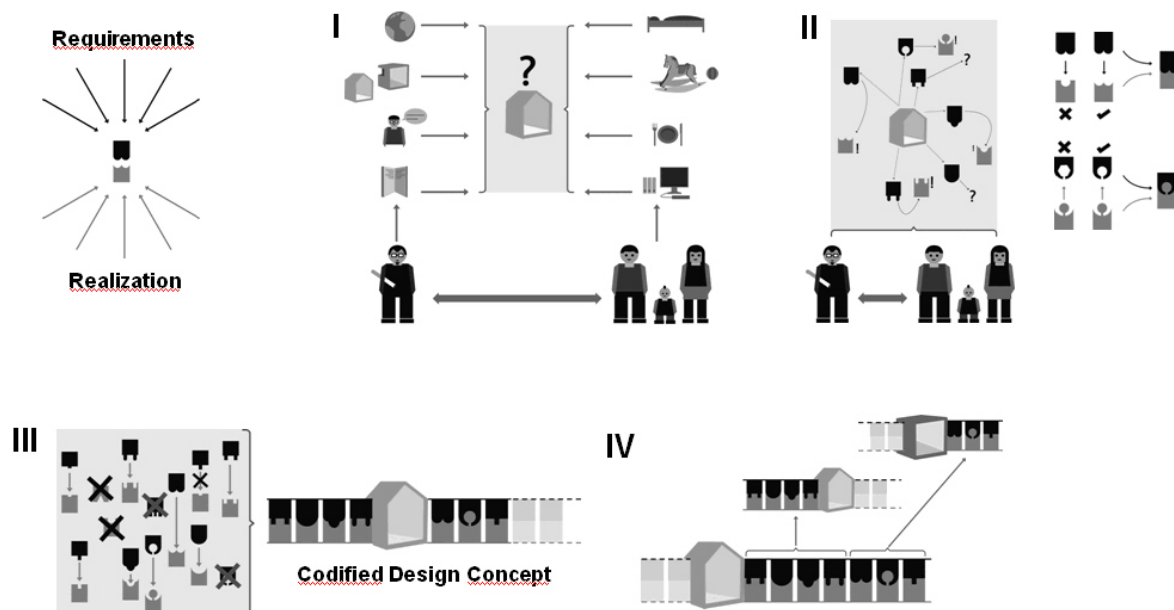 Requirements
Realization
I
?
II
!
?
!
!
!
?
III
Codified Design Concept
IV